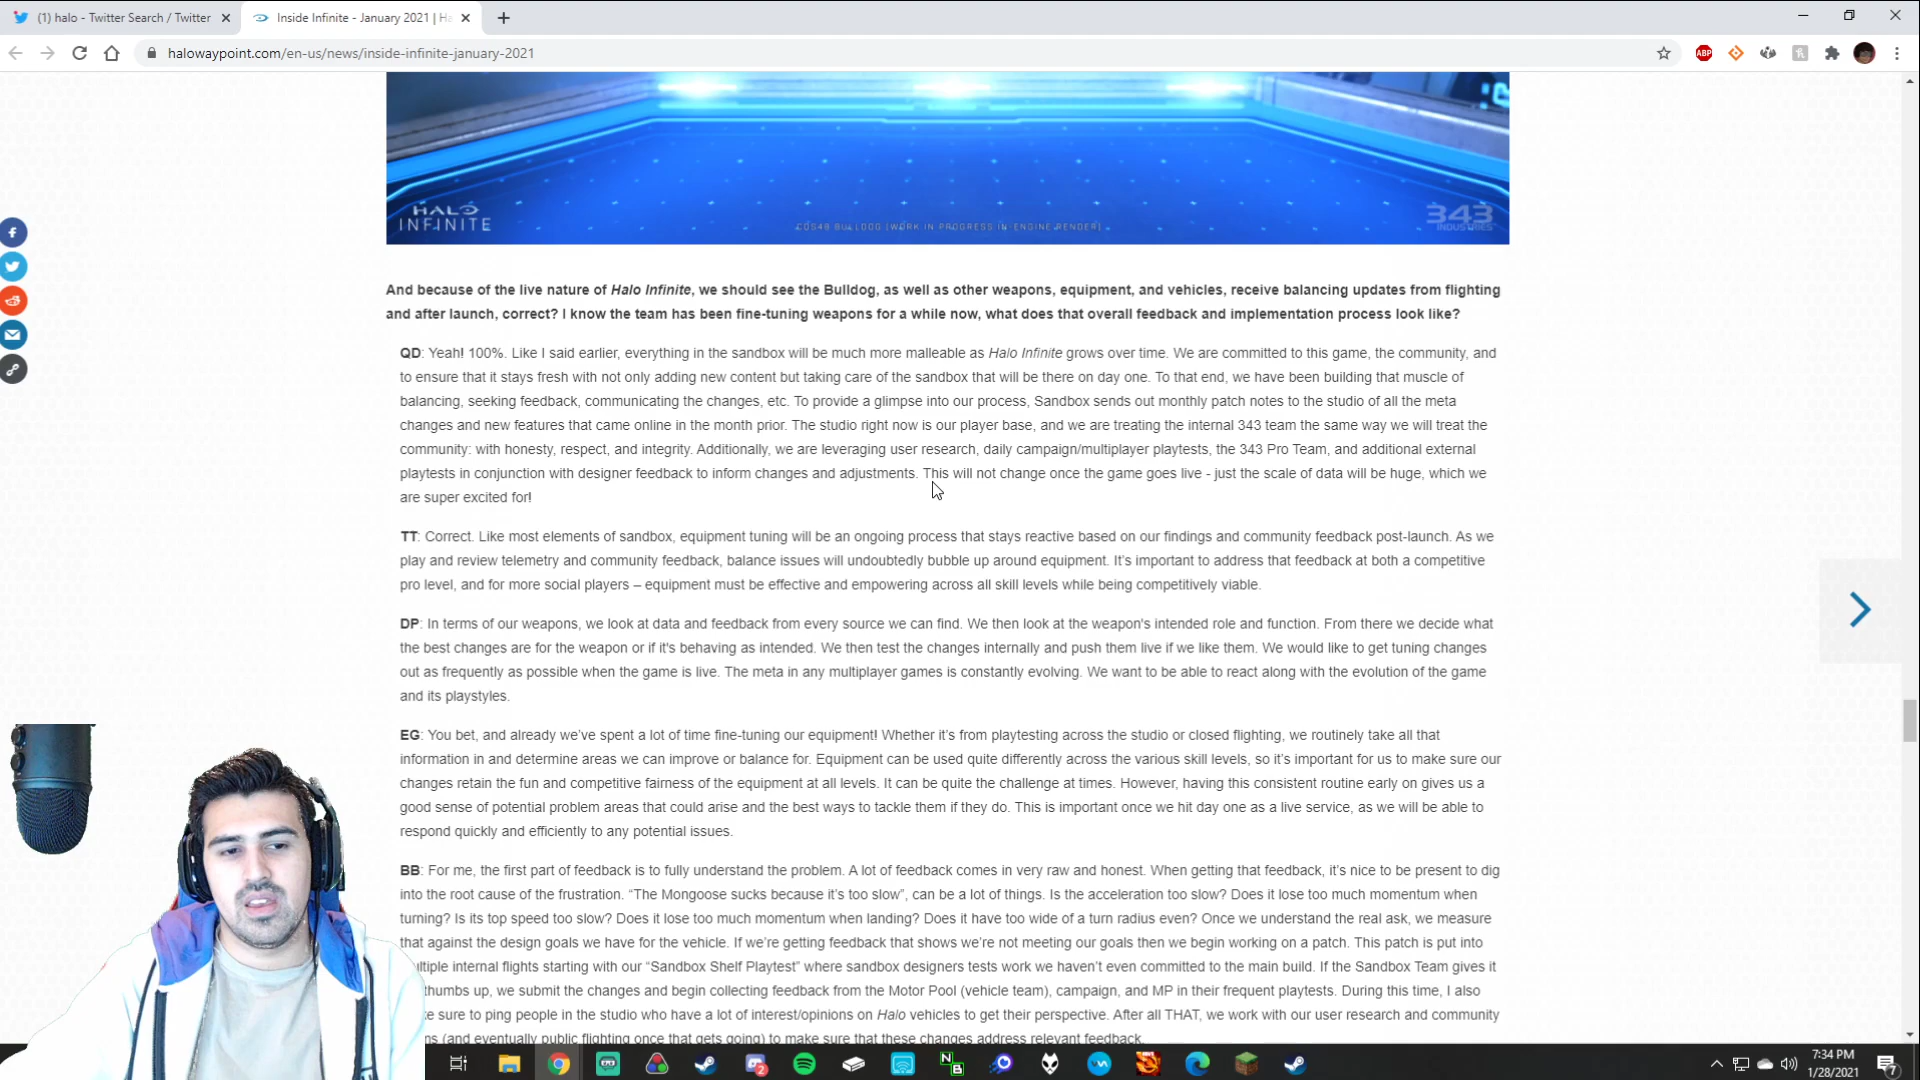 (1) halo - Twitter Search / Twitter
Inside Infinite - January 2021 | Ha
halowaypoint.com/en-us/news/inside-infinite-january-2021
ABP
HALO
INFINITE
CQS48 BULLDOG [WORK IN PROGRESS IN-ENGINE RENDER]
343
INDUSTRIES
And because of the live nature of Halo Infinite, we should see the Bulldog, as well as other weapons, equipment, and vehicles, receive balancing updates from flighting
and after launch, correct? I know the team has been fine-tuning weapons for a while now, what does that overall feedback and implementation process look like?
QD: Yeah! 100%. Like I said earlier, everything in the sandbox will be much more malleable as Halo Infinite grows over time. We are committed to this game, the community, and
to ensure that it stays fresh with not only adding new content but taking care of the sandbox that will be there on day one. To that end, we have been building that muscle of
balancing, seeking feedback, communicating the changes, etc. To provide a glimpse into our process, Sandbox sends out monthly patch notes to the studio of all the meta
changes and new features that came online in the month prior. The studio right now is our player base, and we are treating the internal 343 team the same way we will treat the
community: with honesty, respect, and integrity. Additionally, we are leveraging user research, daily campaign/multiplayer playtests, the 343 Pro Team, and additional external
playtests in conjunction with designer feedback to inform changes and adjustments. This will not change once the game goes live - just the scale of data will be huge, which we
are super excited for!
TT: Correct. Like most elements of sandbox, equipment tuning will be an ongoing process that stays reactive based on our findings and community feedback post-launch. As we
play and review telemetry and community feedback, balance issues will undoubtedly bubble up around equipment. It's important to address that feedback at both a competitive
pro level, and for more social players – equipment must be effective and empowering across all skill levels while being competitively viable.
DP: In terms of our weapons, we look at data and feedback from every source we can find. We then look at the weapon's intended role and function. From there we decide what
the best changes are for the weapon or if it's behaving as intended. We then test the changes internally and push them live if we like them. We would like to get tuning changes
out as frequently as possible when the game is live. The meta in any multiplayer games is constantly evolving. We want to be able to react along with the evolution of the game
and its playstyles.
EG: You bet, and already we've spent a lot of time fine-tuning our equipment! Whether it's from playtesting across the studio or closed flighting, we routinely take all that
information in and determine areas we can improve or balance for. Equipment can be used quite differently across the various skill levels, so it's important for us to make sure our
changes retain the fun and competitive fairness of the equipment at all levels. It can be quite the challenge at times. However, having this consistent routine early on gives us a
good sense of potential problem areas that could arise and the best ways to tackle them if they do. This is important once we hit day one as a live service, as we will be able to
respond quickly and efficiently to any potential issues.
BB: For me, the first part of feedback is to fully understand the problem. A lot of feedback comes in very raw and honest. When getting that feedback, it's nice to be present to dig
into the root cause of the frustration. “The Mongoose sucks because it's too slow”, can be a lot of things. Is the acceleration too slow? Does it lose too much momentum when
turning? Is its top speed too slow? Does it lose too much momentum when landing? Does it have too wide of a turn radius even? Once we understand the real ask, we measure
that against the design goals we have for the vehicle. If we're getting feedback that shows we're not meeting our goals then we begin working on a patch. This patch is put into
ultiple internal flights starting with our “Sandbox Shelf Playtest” where sandbox designers tests work we haven't even committed to the main build. If the Sandbox Team gives it
thumbs up, we submit the changes and begin collecting feedback from the Motor Pool (vehicle team), campaign, and MP in their frequent playtests. During this time, I also
ke sure to ping people in the studio who have a lot of interest/opinions on Halo vehicles to get their perspective. After all THAT, we work with our user research and community
ns (and eventually public flighting once that gets going) to make sure that these changes address relevant feedback.
2
N
B
7:34 PM
1/28/2021
7